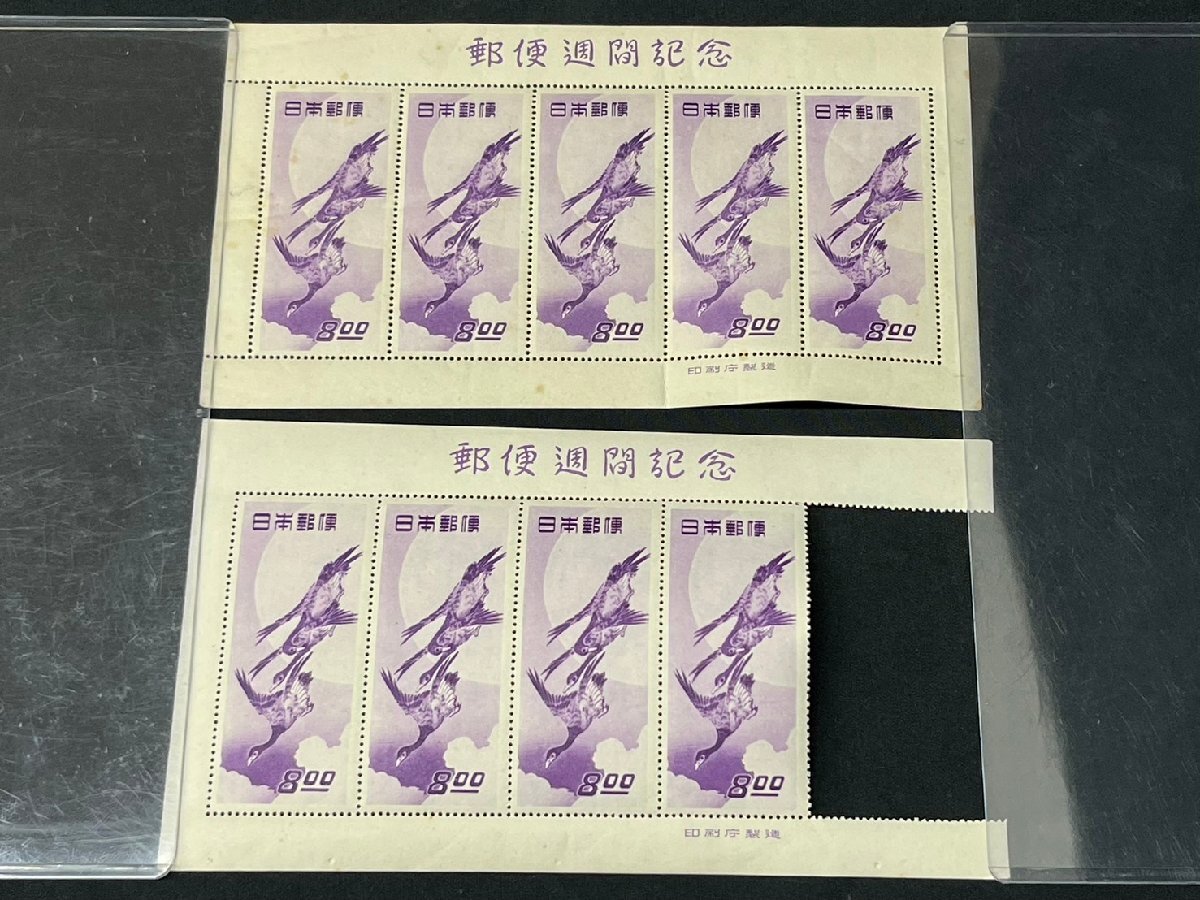 郵便週間記念
日本郵便 日本郵便 日本郵便 日本郵便 日本郵便
8.00 8.00 8.00 8.00 8.00
印刷庁製造
郵便週間記念
日本郵便 日本郵便 日本郵便 日本郵便
8.00 8.00 8.00 8.00
印刷庁製造